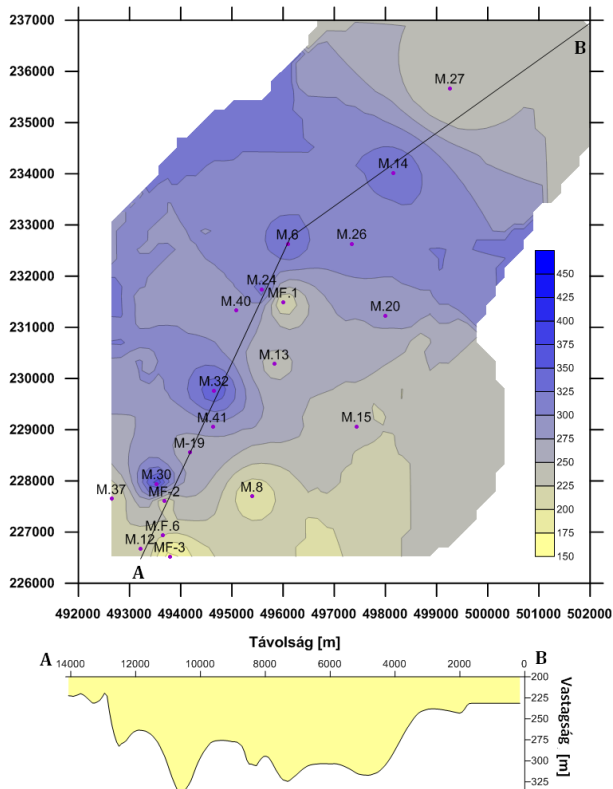 237000
B
236000
M.27
235000
M.14
234000
233000
M.6
M.26
232000
M.24
MF.1
M.40
M.20
231000
M.13
230000
M.32
M.41
M.15
229000
M-19
M.30
M.8
MF-2
M.37
228000
227000
M.F.6
M.12
MF-3
A
226000
450
425
400
375
350
325
300
275
250
225
200
175
150
492000 493000 494000 495000 496000 497000 498000 499000 500000 501000 502000
Távolság [m]
A
B
14000 12000 10000 8000 6000 4000 2000 0
200
250
275
300
325
Vastagság [m]